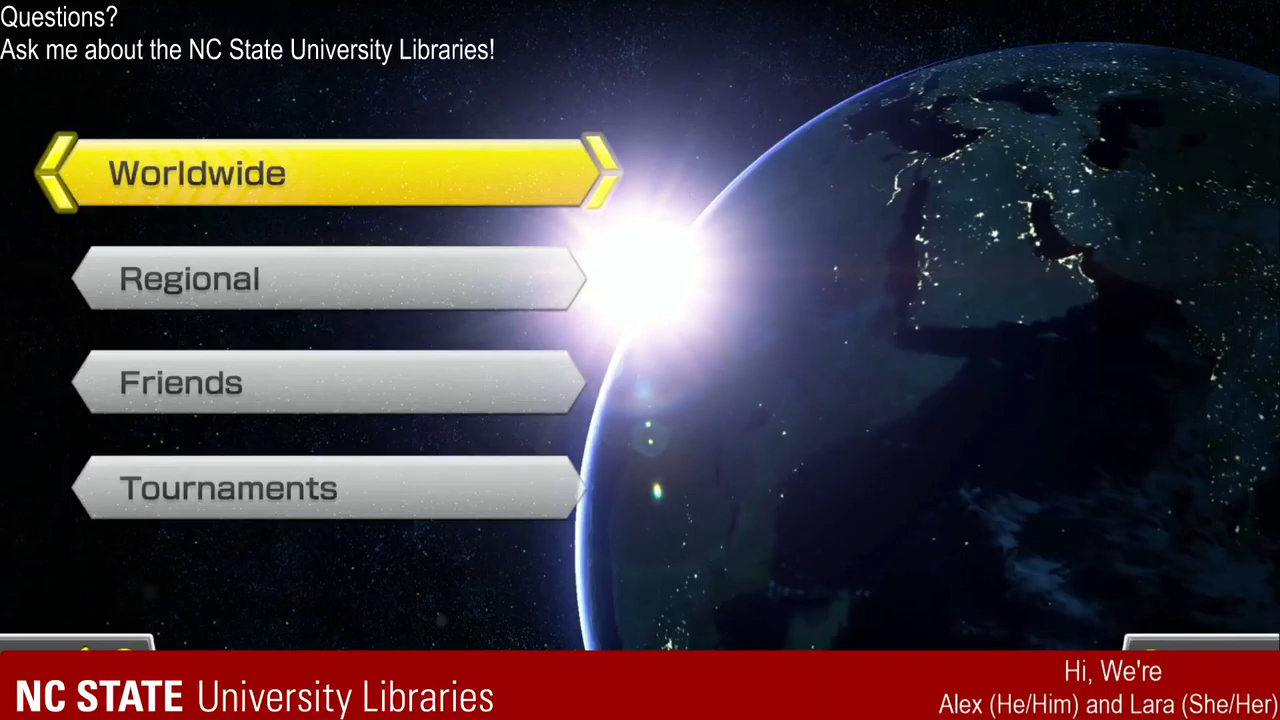 Questions?
Ask me about the NC State University Libraries!
Worldwide
Regional
Friends
Tournaments
NC STATE University Libraries
Hi, We're
Alex (He/Him) and Lara (She/Her)